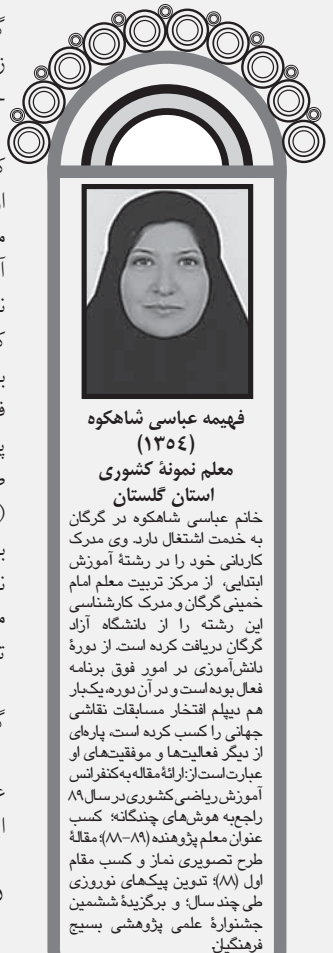 فهیمه عباسی شاهکوه
(۱۳۵٤)
معلم نمونهٔ کشوری
استان گلستان
خانم عباسی شاهکوه در گرگان
به خدمت اشتغال دارد. وی مدرک
کاردانی خود را در رشتهٔ آموزش
ابتدایی، از مرکز تربیت معلم امام
خمینی گرگان و مدرک کارشناسی
این رشته را از دانشگاه آزاد
گرگان دریافت کرده است. از دورهٔ
دانش‌آموزی در امور فوق برنامه
فعال بوده است و در آن دوره، یک‌بار
هم دیپلم افتخار مسابقات نقاشی
جهانی را کسب کرده است، پاره‌ای
از دیگر فعالیت‌ها و موفقیت‌های او
عبارت است از: ارائهٔ مقاله به کنفرانس
آموزش ریاضی کشوری در سال ۸۹
راجع‌به هوش‌های چندگانه؛ کسب
عنوان معلم پژوهنده (۸۹–۸۸)؛ مقالهٔ
طرح تصویری نماز و کسب مقام
اول (۸۸)؛ تدوین پیک‌های نوروزی
طی چند سال؛ و برگزیدهٔ ششمین
جشنوارهٔ علمی پژوهشی بسیج
فرهنگیان.